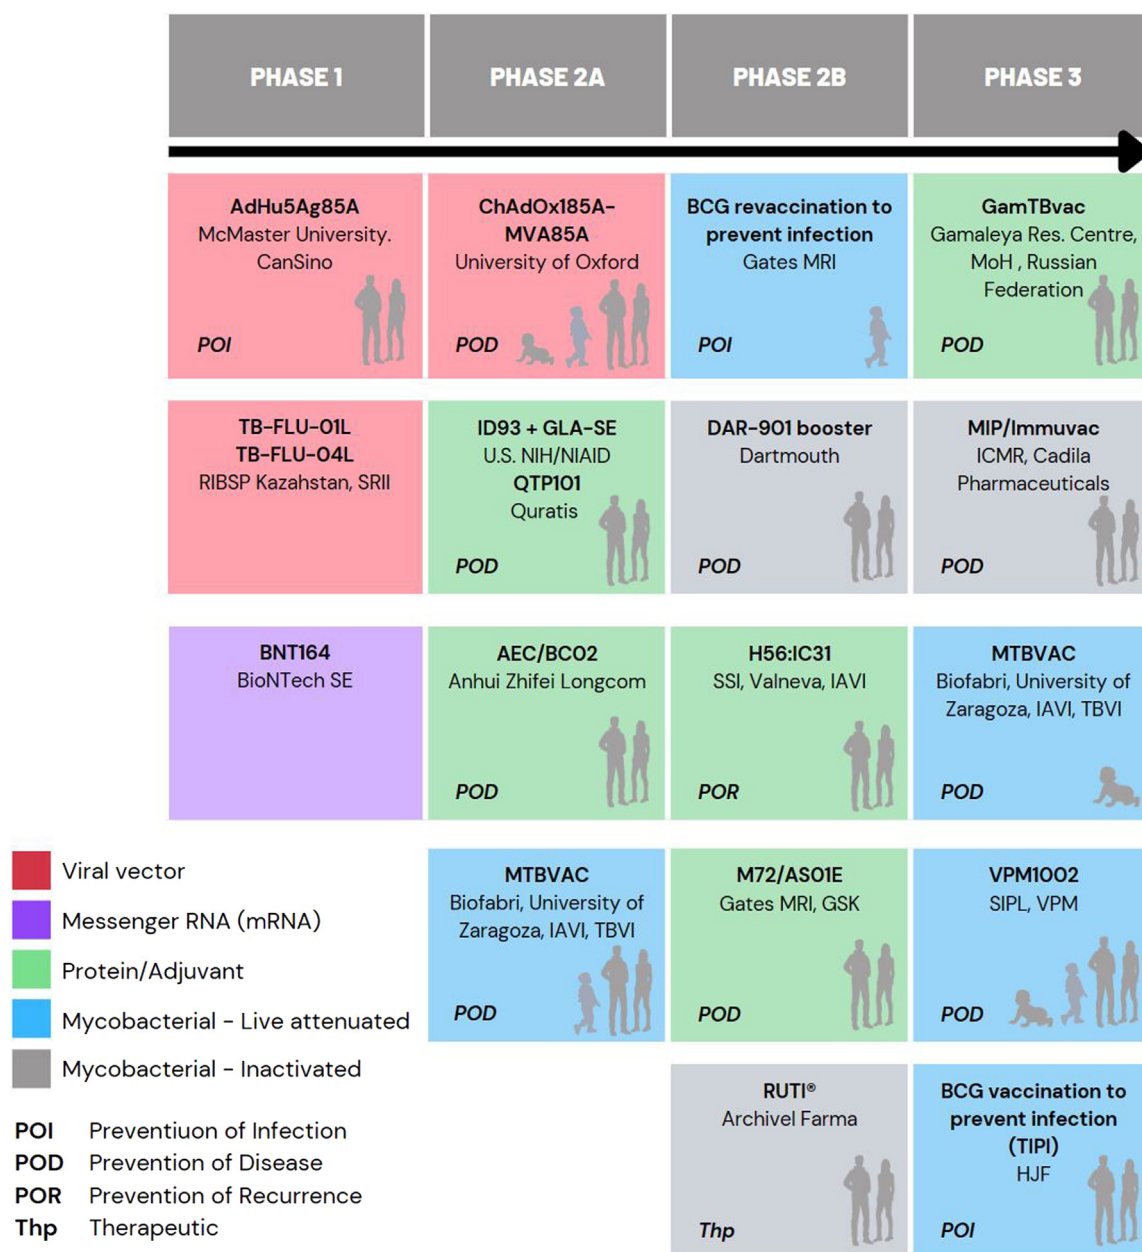 PHASE 1
PHASE 2A
PHASE 2B
PHASE 3
AdHu5Ag85A
McMaster University.
CanSino
POI
ChAdOx185A-
MVA85A
University of Oxford
POD
BCG revaccination to
prevent infection
Gates MRI
POI
GamTBvac
Gamaleya Res. Centre,
MoH , Russian
Federation
POD
TB-FLU-01L
TB-FLU-04L
RIBSP Kazahstan, SRII
ID93 + GLA-SE
U.S. NIH/NIAID
QTP101
Quratis
POD
DAR-901 booster
Dartmouth
POD
MIP/Immuvac
ICMR, Cadila
Pharmaceuticals
POD
BNT164
BioNTech SE
AEC/BC02
Anhui Zhifei Longcom
POD
H56:IC31
SSI, Valneva, IAVI
POR
MTBVAC
Biofabri, University of
Zaragoza, IAVI, TBVI
POD
MTBVAC
Biofabri, University of
Zaragoza, IAVI, TBVI
POD
M72/AS01E
Gates MRI, GSK
POD
VPM1002
SIPL, VPM
POD
RUTI®
Archivel Farma
Thp
BCG vaccination to
prevent infection
(TIPI)
HJF
POI
Viral vector
Messenger RNA (mRNA)
Protein/Adjuvant
Mycobacterial - Live attenuated
Mycobacterial - Inactivated
POI Preventiuon of Infection
POD Prevention of Disease
POR Prevention of Recurrence
Thp Therapeutic